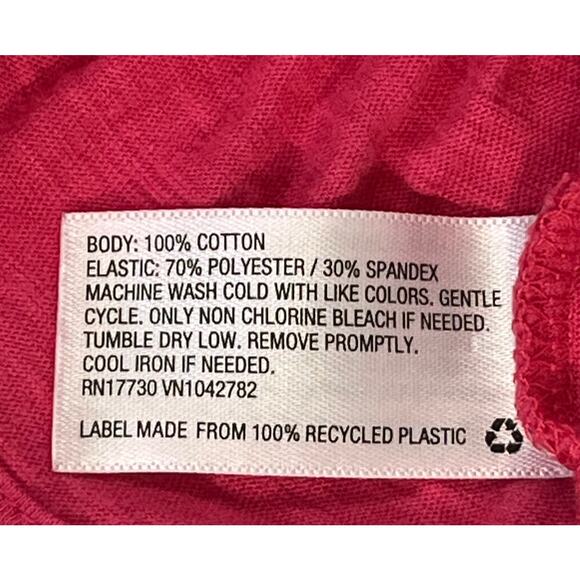 BODY: 100% COTTON
ELASTIC: 70% POLYESTER / 30% SPANDEX
MACHINE WASH COLD WITH LIKE COLORS. GENTLE
CYCLE. ONLY NON CHLORINE BLEACH IF NEEDED.
TUMBLE DRY LOW. REMOVE PROMPTLY.
COOL IRON IF NEEDED.
RN17730 VN1042782
LABEL MADE FROM 100% RECYCLED PLASTIC